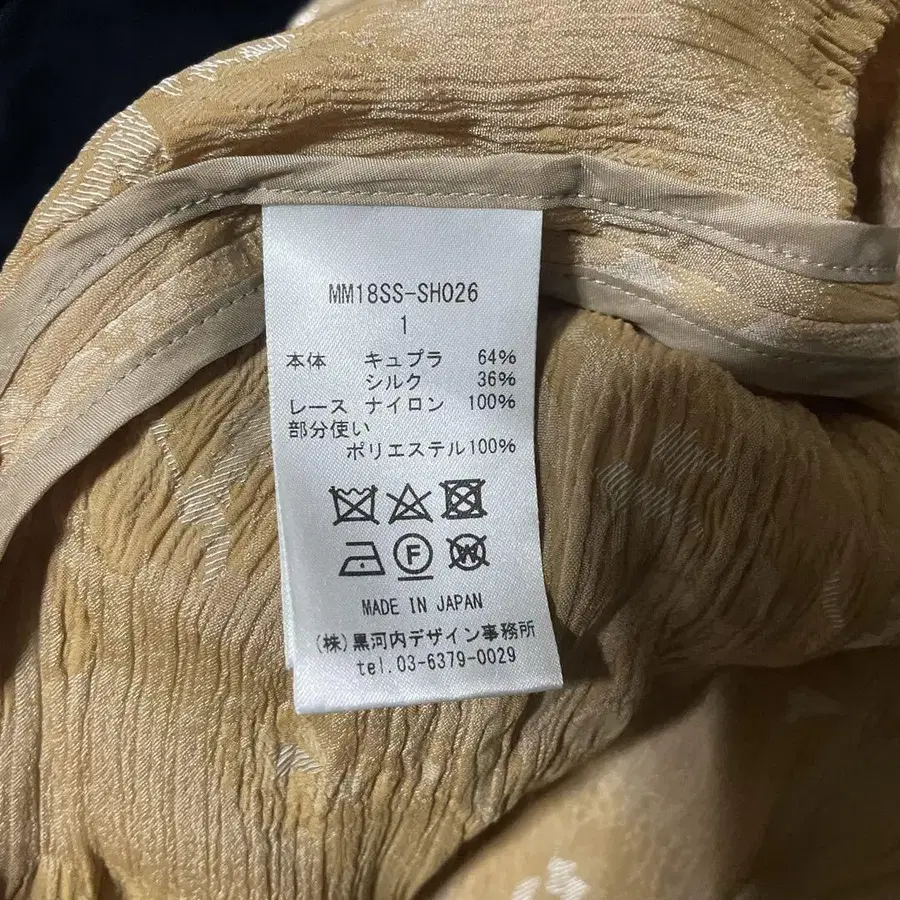 MM18SS-SH026
1
本体 キュプラ 64%
シルク 36%
レース ナイロン 100%
部分使い
ポリエステル100%
F W
MADE IN JAPAN
(株)黒河内デザイン事務所
tel.03-6379-0029